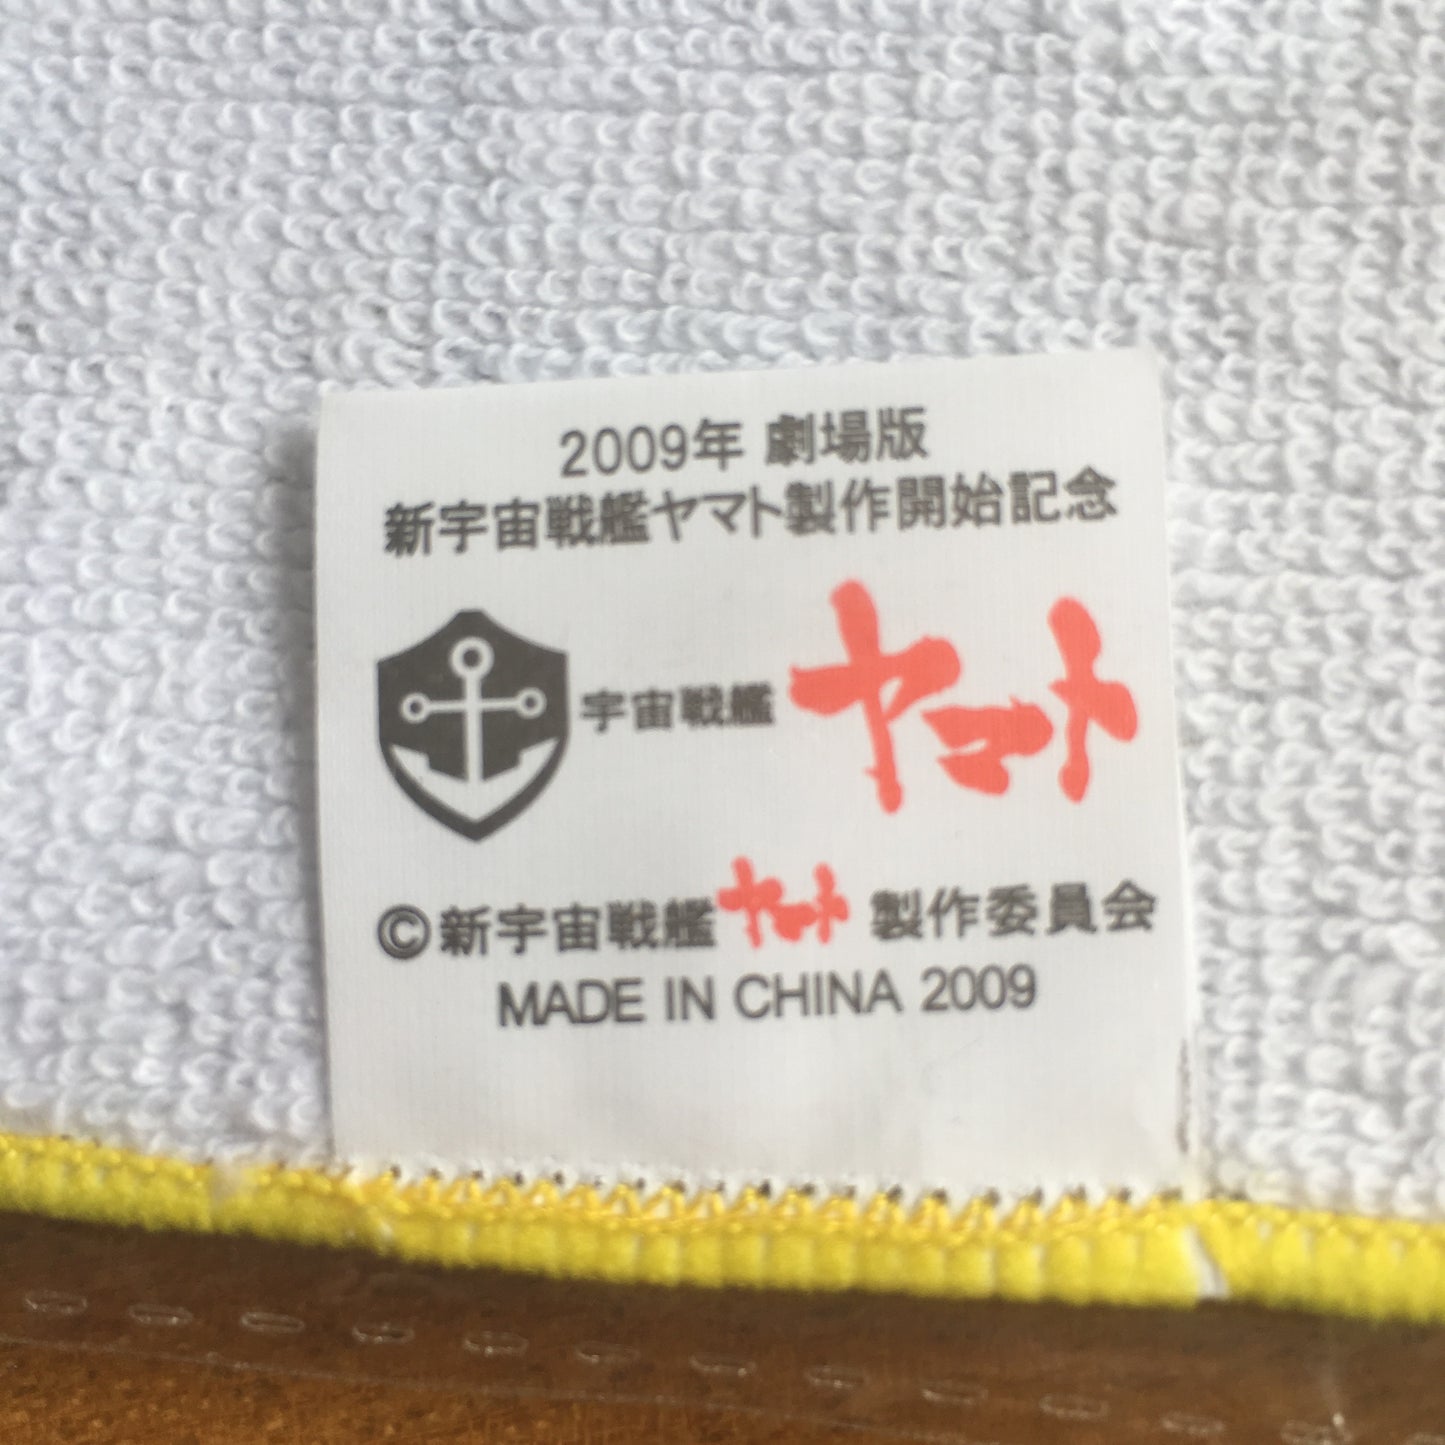 2009年 劇場版
新宇宙戦艦ヤマト製作開始記念
宇宙戦艦ヤマト
©新宇宙戦艦ヤマト 製作委員会
MADE IN CHINA 2009